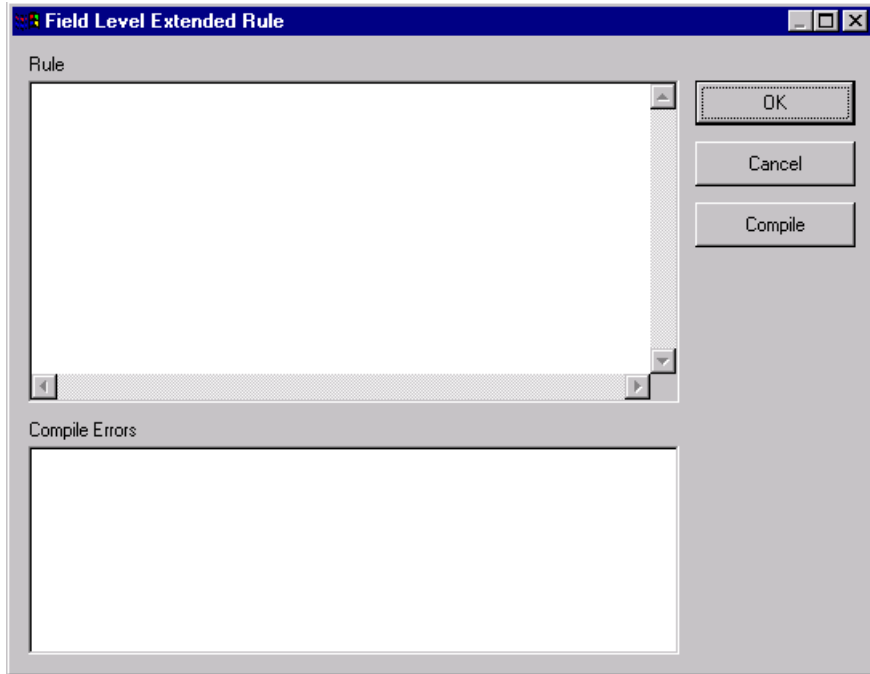 Field Level Extended Rule
Rule
OK
Cancel
Compile
Compile Errors